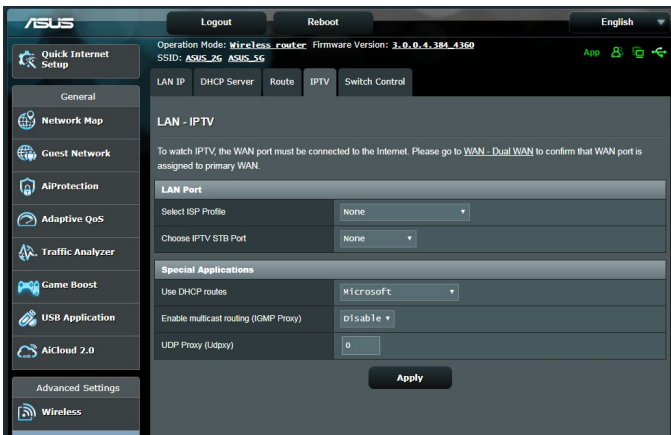 ASUS
Logout
Reboot
English
Quick Internet
Setup
Operation Mode: Wireless router Firmware Version: 3.0.0.4.384_4360
SSID: ASUS_2G ASUS_5G
App
General
Network Map
Guest Network
AiProtection
Adaptive QoS
Traffic Analyzer
Game Boost
USB Application
AiCloud 2.0
Advanced Settings
Wireless
LAN IP
DHCP Server
Route
IPTV
Switch Control
LAN - IPTV
To watch IPTV, the WAN port must be connected to the Internet. Please go to WAN - Dual WAN to confirm that WAN port is
assigned to primary WAN.
LAN Port
Select ISP Profile
None
Choose IPTV STB Port
None
Special Applications
Use DHCP routes
Microsoft
Enable multicast routing (IGMP Proxy)
Disable
UDP Proxy (Udpxy)
0
Apply